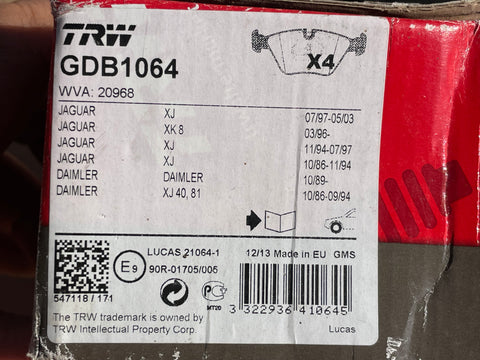 TRW
GDB1064
X4
WVA: 20968
JAGUAR XJ 07/97-05/03
JAGUAR XK 8 03/96-
JAGUAR XJ 11/94-07/97
JAGUAR XJ 10/86-11/94
DAIMLER DAIMLER 10/89-
DAIMLER XJ 40, 81 10/86-09/94
LUCAS 21064-1 12/13 Made in EU GMS
E9 90R-01705/005
547118 / 171
PCT
MT20
3 322936 410645
The TRW trademark is owned by
TRW Intellectual Property Corp. Lucas